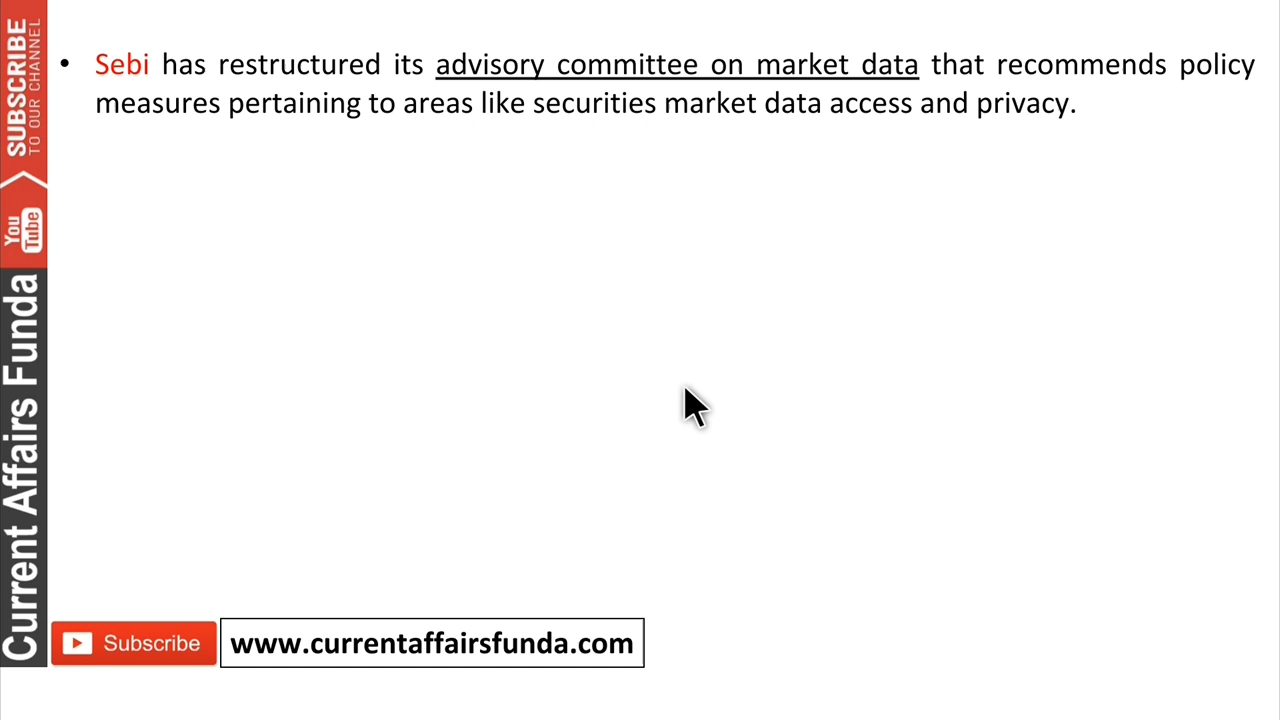 • Sebi has restructured its advisory committee on market data that recommends policy
measures pertaining to areas like securities market data access and privacy.
SUBSCRIBE
TO OUR CHANNEL
You
Tube
Current Affairs Funda
Subscribe
www.currentaffairsfunda.com